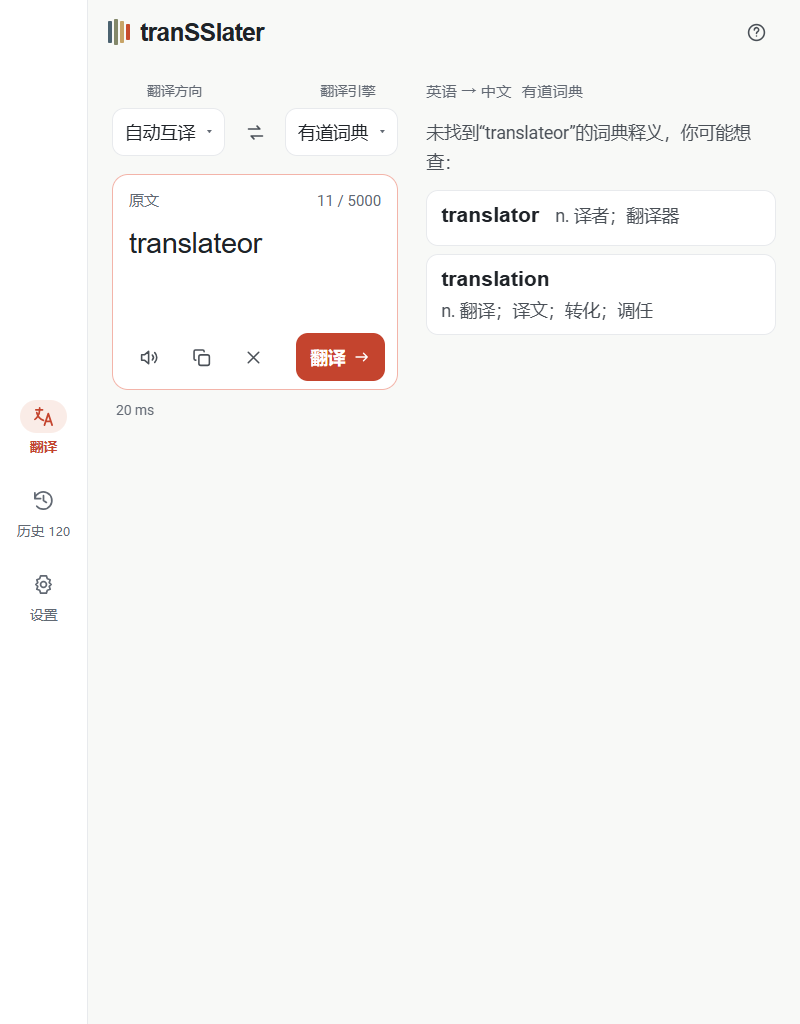 tranSSlater
翻译方向
翻译引擎
自动互译
有道词典
原文
11 / 5000
translateor
翻译
20 ms
英语 → 中文 有道词典
未找到“translateor”的词典释义，你可能想
查：
translator n. 译者；翻译器
translation
n. 翻译；译文；转化；调任
翻译
历史 120
设置